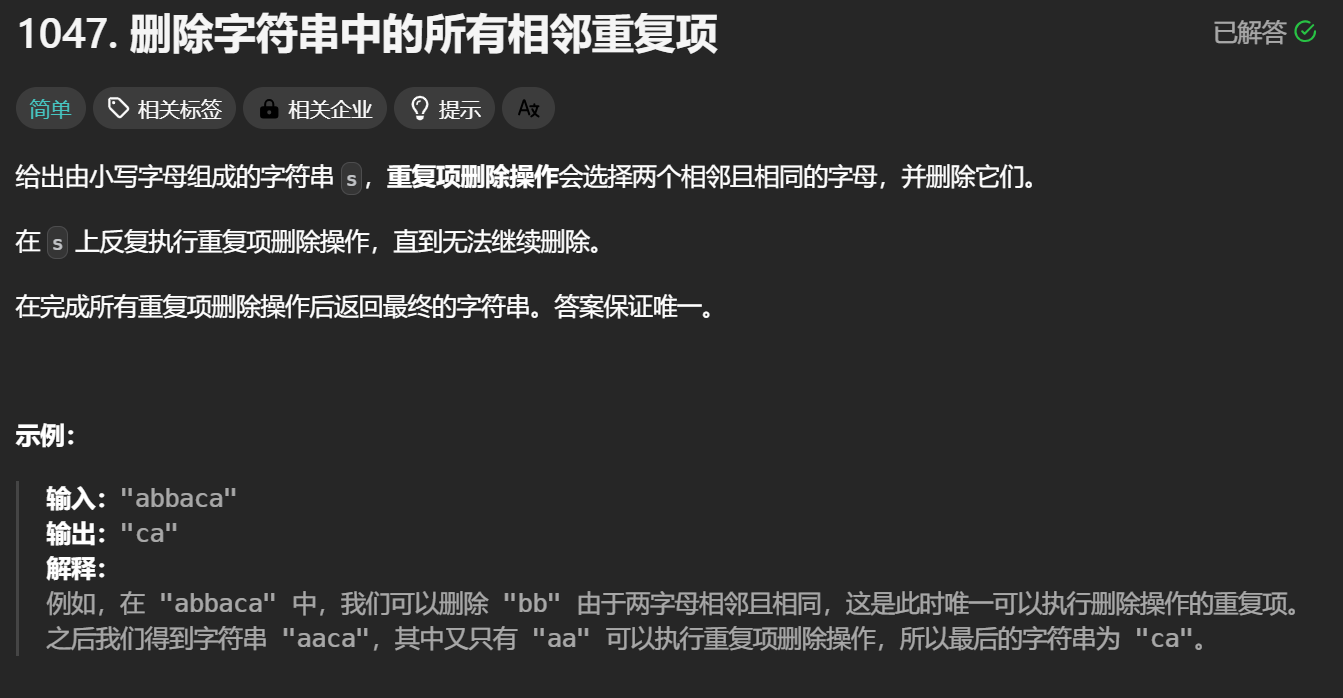 1047. 删除字符串中的所有相邻重复项
已解答
简单 相关标签 相关企业 提示 A文
给出由小写字母组成的字符串 s，重复项删除操作会选择两个相邻且相同的字母，并删除它们。
在 s 上反复执行重复项删除操作，直到无法继续删除。
在完成所有重复项删除操作后返回最终的字符串。答案保证唯一。
示例：
输入："abbaca"
输出："ca"
解释：
例如，在 "abbaca" 中，我们可以删除 "bb" 由于两字母相邻且相同，这是此时唯一可以执行删除操作的重复项。
之后我们得到字符串 "aaca"，其中又只有 "aa" 可以执行重复项删除操作，所以最后的字符串为 "ca"。